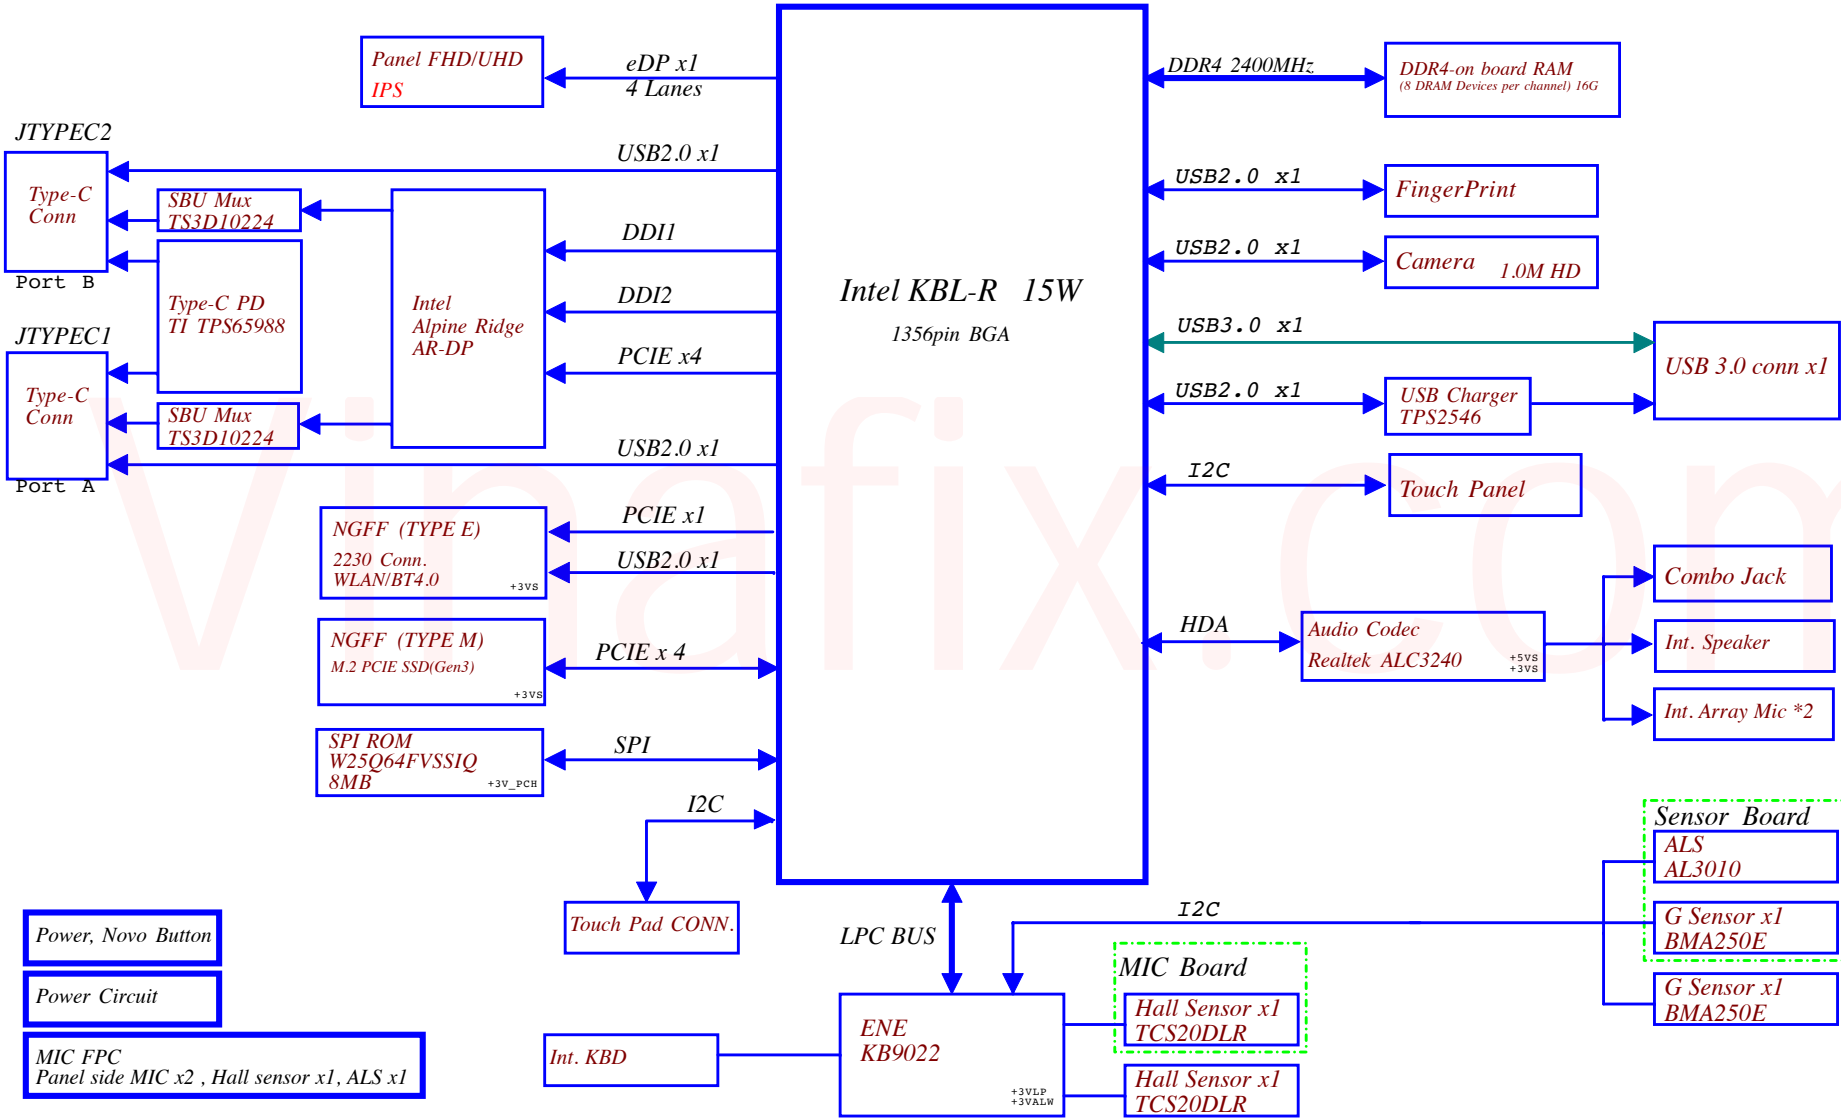 Panel FHD/UHD
IPS
eDP x1
4 Lanes
DDR4 2400MHz
DDR4-on board RAM
(8 DRAM Devices per channel) 16G
JTYPEC2
Type-C
Conn
Port B
USB2.0 x1
SBU Mux
TS3D10224
Type-C PD
TI TPS65988
JTYPEC1
Type-C
Conn
Port A
SBU Mux
TS3D10224
Intel
Alpine Ridge
AR-DP
DDI1
DDI2
PCIE x4
USB2.0 x1
Intel KBL-R 15W
1356pin BGA
USB2.0 x1
FingerPrint
USB2.0 x1
Camera 1.0M HD
USB3.0 x1
USB 3.0 conn x1
USB2.0 x1
USB Charger
TPS2546
I2C
Touch Panel
NGFF (TYPE E)
2230 Conn.
WLAN/BT4.0
+3VS
PCIE x1
USB2.0 x1
NGFF (TYPE M)
M.2 PCIE SSD(Gen3)
+3VS
PCIE x 4
SPI ROM
W25Q64FVSSIQ
8MB
+3V_PCH
SPI
I2C
Touch Pad CONN.
HDA
Audio Codec
Realtek ALC3240
+5VS
+3VS
Combo Jack
Int. Speaker
Int. Array Mic *2
Sensor Board
ALS
AL3010
G Sensor x1
BMA250E
G Sensor x1
BMA250E
I2C
LPC BUS
MIC Board
Hall Sensor x1
TCS20DLR
Hall Sensor x1
TCS20DLR
ENE
KB9022
+3VLP
+3VALW
Int. KBD
Power, Novo Button
Power Circuit
MIC FPC
Panel side MIC x2 , Hall sensor x1, ALS x1
Vinafix.com